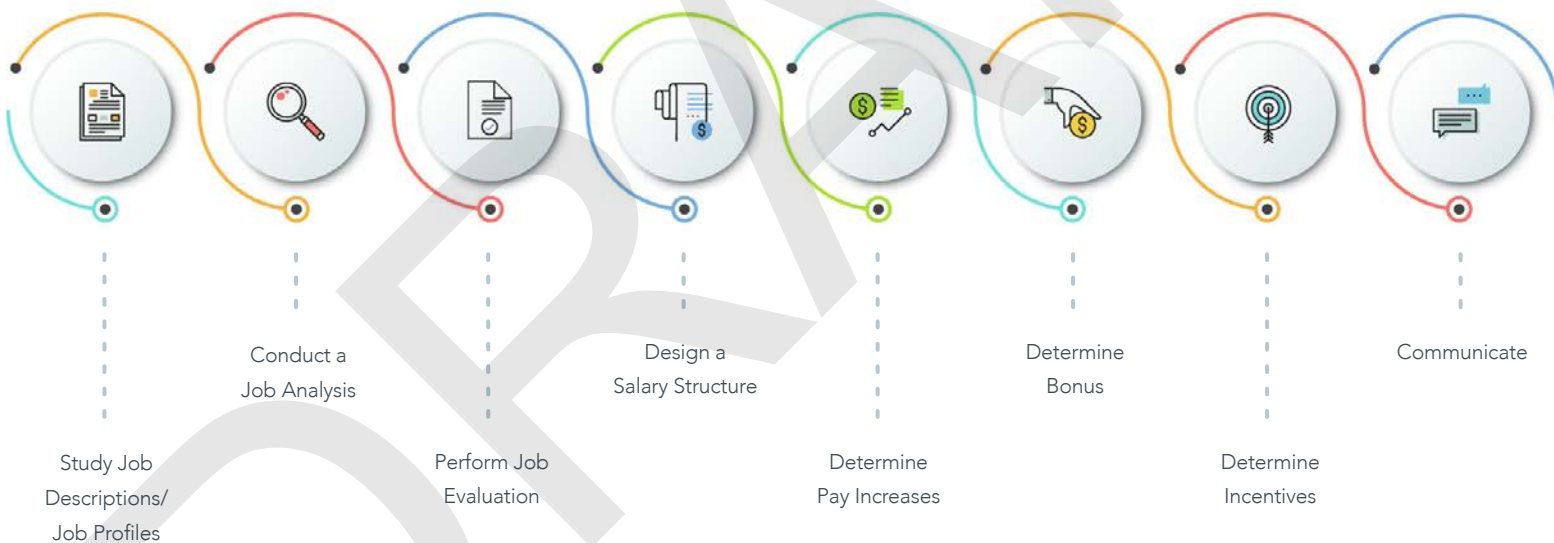 Study Job
Descriptions/
Job Profiles
Conduct a
Job Analysis
Perform Job
Evaluation
Design a
Salary Structure
Determine
Pay Increases
Determine
Bonus
Determine
Incentives
Communicate